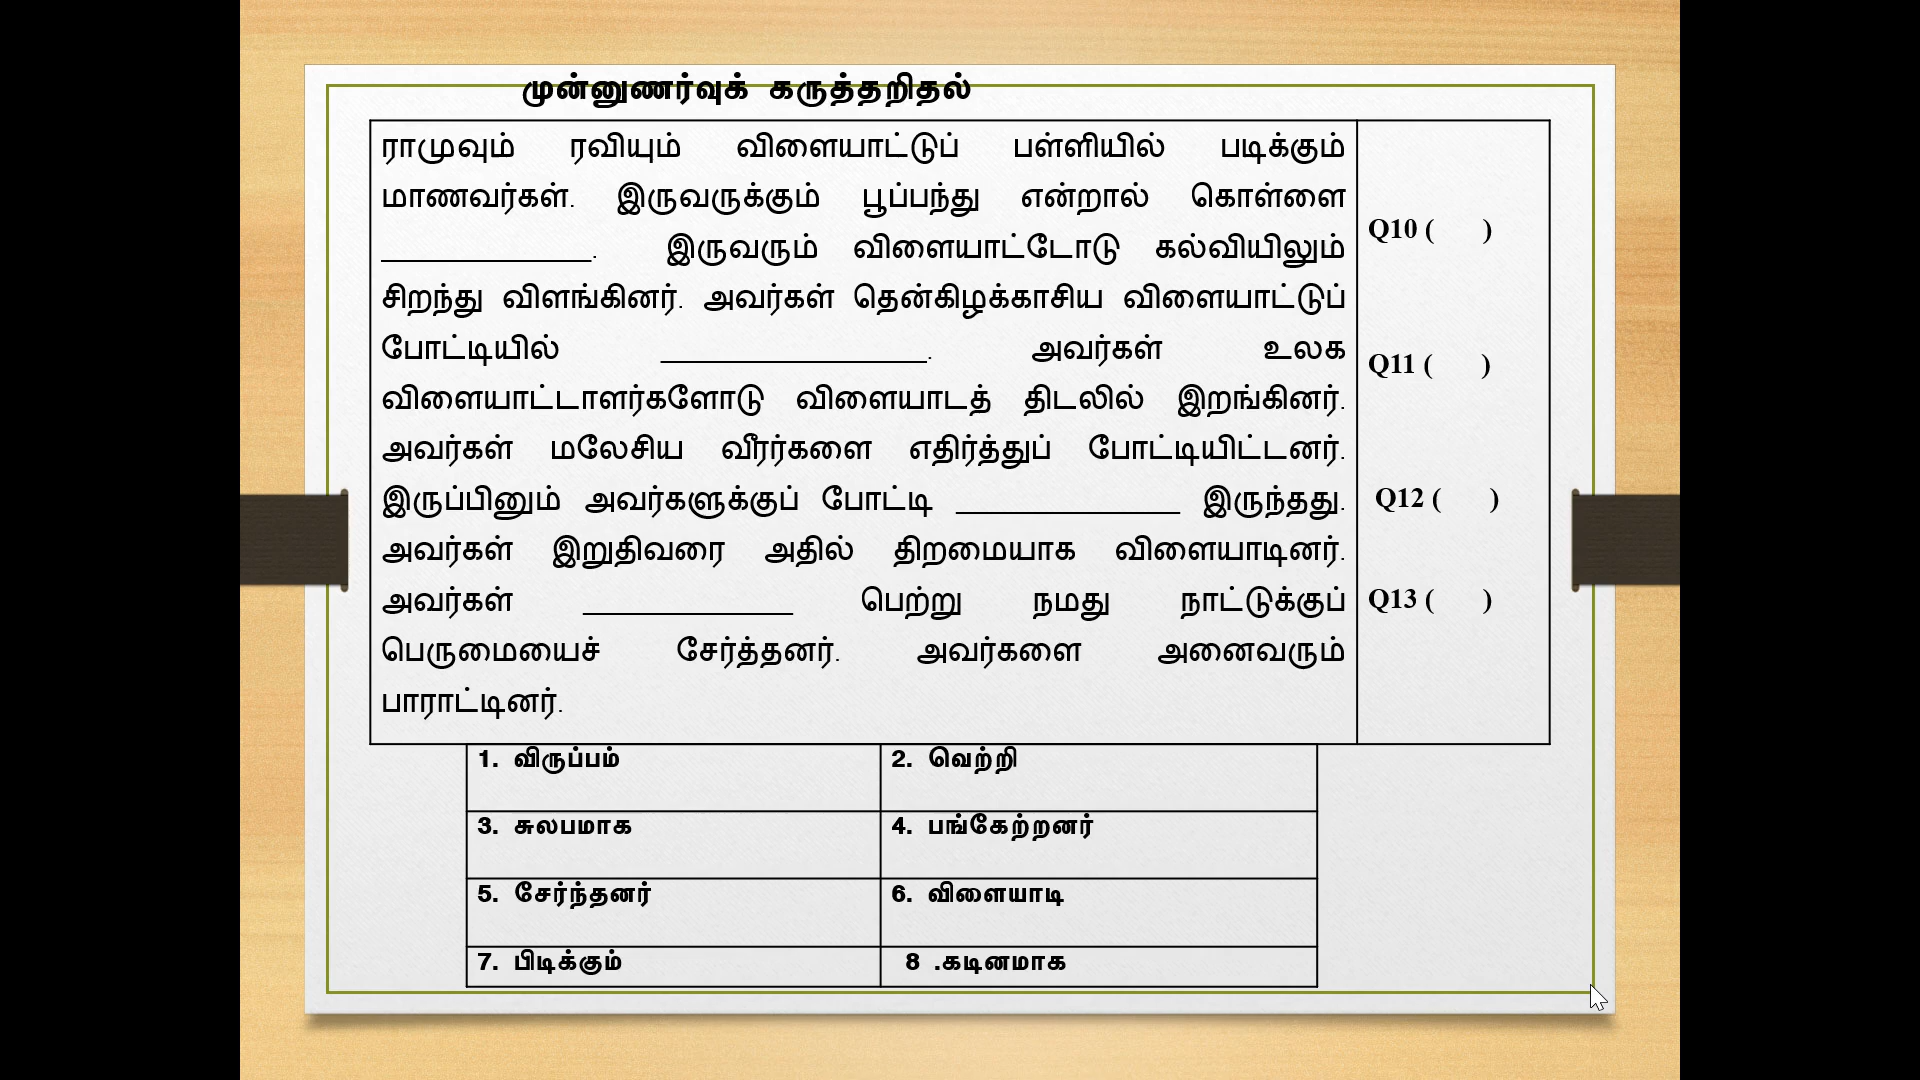 முன்னுணர்வுக் கருத்தறிதல்
ராமுவும் ரவியும் விளையாட்டுப் பள்ளியில் படிக்கும்
மாணவர்கள். இருவருக்கும் பூப்பந்து என்றால் கொள்ளை
Q10 ( )
______________. இருவரும் விளையாட்டோடு கல்வியிலும்
சிறந்து விளங்கினர். அவர்கள் தென்கிழக்காசிய விளையாட்டுப்
போட்டியில் __________________. அவர்கள் உலக
Q11 ( )
விளையாட்டாளர்களோடு விளையாடத் திடலில் இறங்கினர்.
அவர்கள் மலேசிய வீரர்களை எதிர்த்துப் போட்டியிட்டனர்.
இருப்பினும் அவர்களுக்குப் போட்டி _______________ இருந்தது.
Q12 ( )
அவர்கள் இறுதிவரை அதில் திறமையாக விளையாடினர்.
அவர்கள் ______________ பெற்று நமது நாட்டுக்குப்
Q13 ( )
பெருமையைச் சேர்த்தனர். அவர்களை அனைவரும்
பாராட்டினர்.
1. விருப்பம்
2. வெற்றி
3. சுலபமாக
4. பங்கேற்றனர்
5. சேர்ந்தனர்
6. விளையாடி
7. பிடிக்கும்
8 .கடினமாக